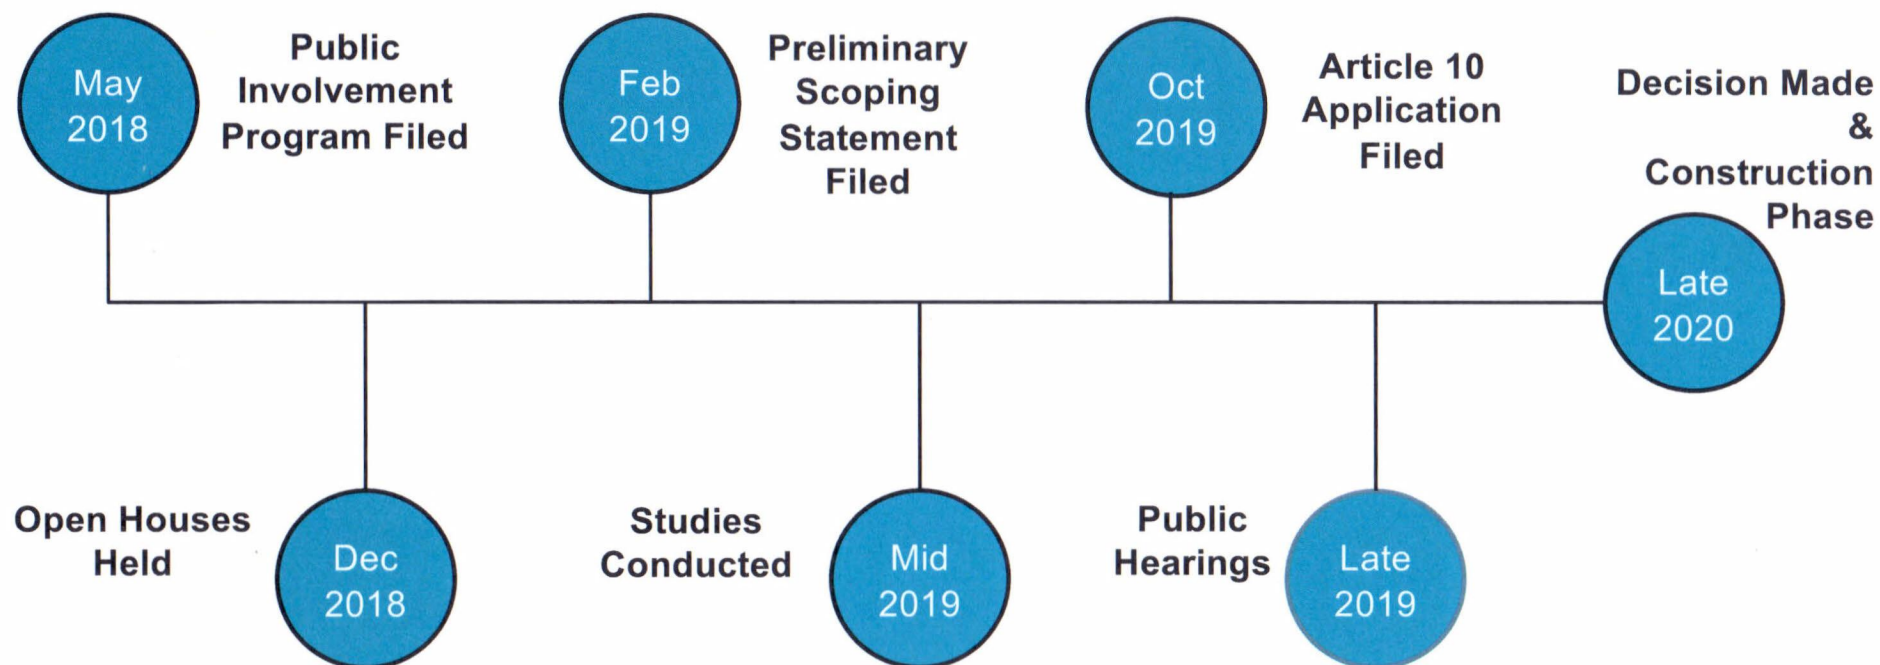 May
2018
Public
Involvement
Program Filed
Feb
2019
Preliminary
Scoping
Statement
Filed
Oct
2019
Article 10
Application
Filed
Decision Made
&
Construction
Phase
Late
2020
Open Houses
Held
Dec
2018
Studies
Conducted
Mid
2019
Public
Hearings
Late
2019